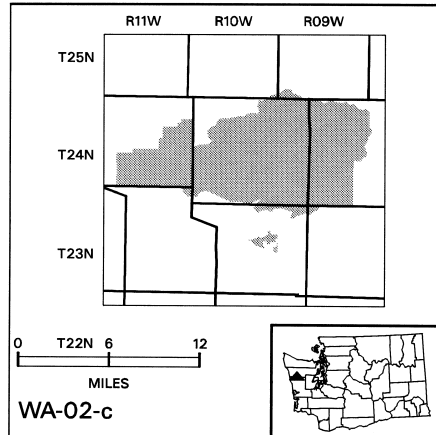 R11W R10W R09W
T25N
T24N
T23N
0 T22N 6 12
MILES
WA-02-c